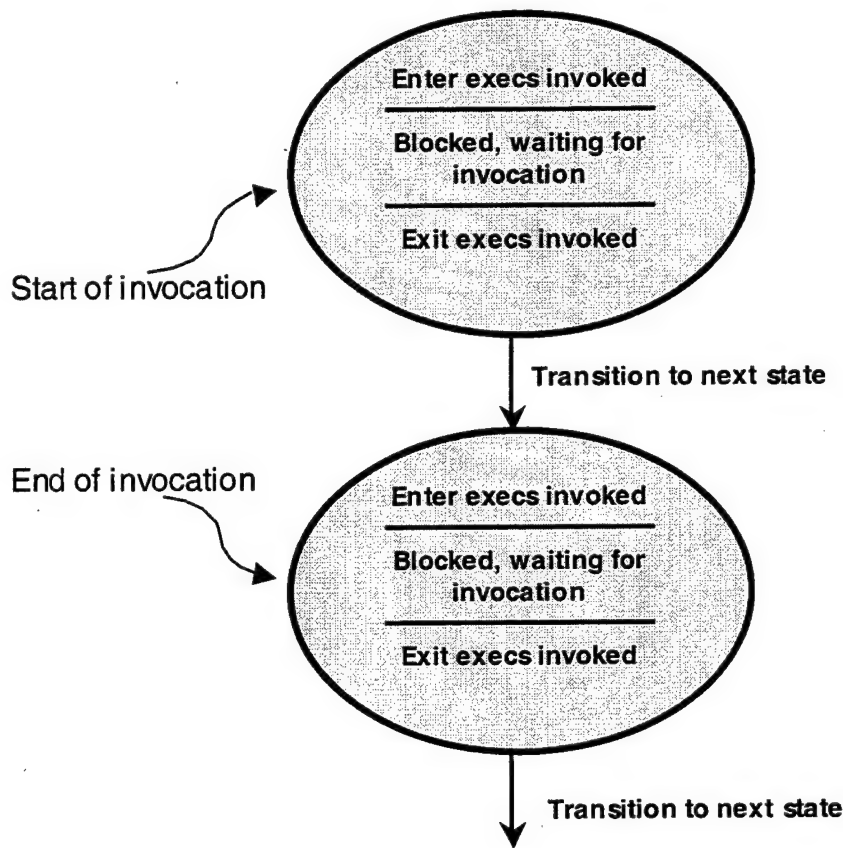 Enter execs invoked
Blocked, waiting for
invocation
Exit execs invoked
Start of invocation
Transition to next state
End of invocation
Enter execs invoked
Blocked, waiting for
invocation
Exit execs invoked
Transition to next state